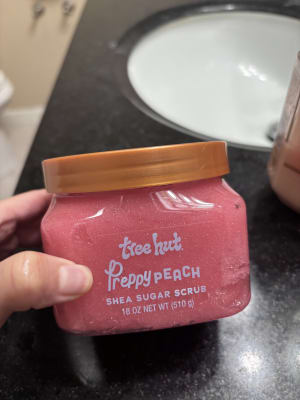 tree hut.
Preppy PEACH
SHEA SUGAR SCRUB
18 OZ NET WT (510 g)